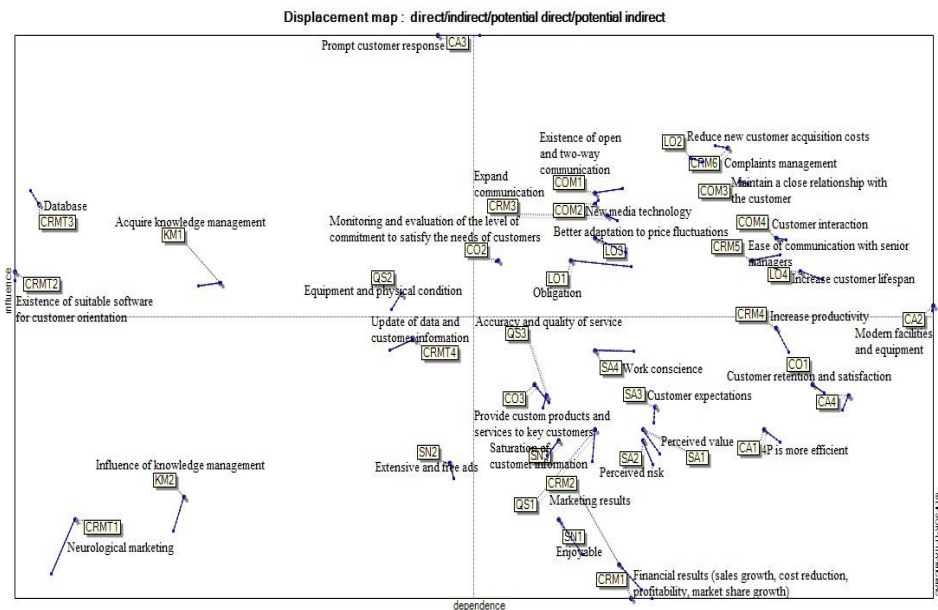 Displacement map : direct/indirect/potential direct/potential indirect
Prompt customer response
CA3
Existence of open
and two-way
communication
LO2
Reduce new customer acquisition costs
CRM6
Complaints management
COM1
COM3
Maintain a close relationship with
the customer
Expand
communication
CRM3
COM2
New media technology
Database
CRMT3
Acquire knowledge management
KM1
Monitoring and evaluation of the level of
commitment to satisfy the needs of customers
CO2
Better adaptation to price fluctuations
LO3
COM4
Customer interaction
CRM5
Ease of communication with senior
managers
LO4
Increase customer lifespan
LO1
Obligation
QS2
Equipment and physical condition
influence
CRMT2
Existence of suitable software
for customer orientation
Update of data and
customer information
CRMT4
Accuracy and quality of service
QS3
CRM4
Increase productivity
CA2
Modern facilities
and equipment
SA4
Work conscience
CO1
Customer retention and satisfaction
CA4
CO3
SA3
Customer expectations
Provide custom products and
services to key customers
SN2
Extensive and free ads
Saturation of
customer information
SA2
Perceived risk
Perceived value
SA1
CA1
4P is more efficient
Influence of knowledge management
KM2
CRM2
Marketing results
QS1
CRMT1
Neurological marketing
SN1
Enjoyable
CRM1
Financial results (sales growth, cost reduction,
profitability, market share growth)
dependence